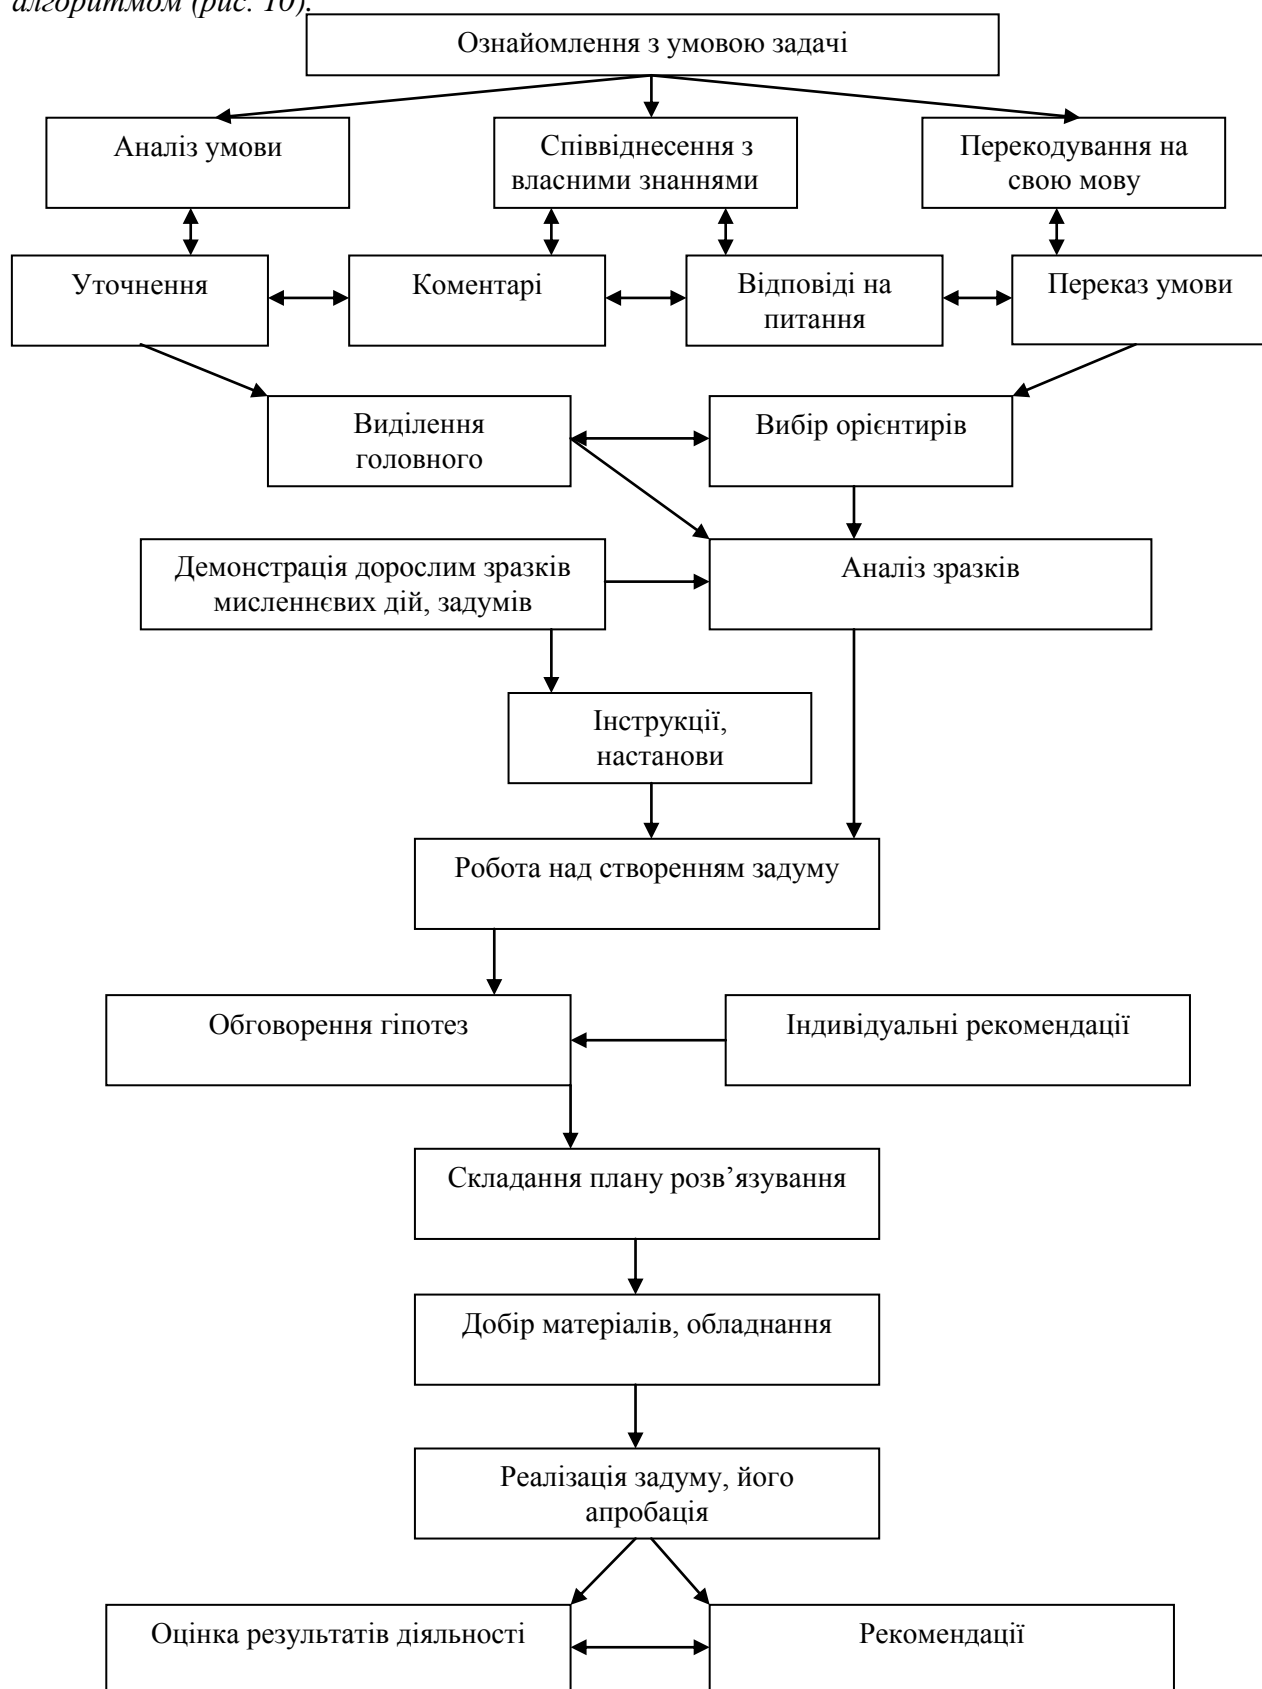 алгоритмом (рис. 10).
Ознайомлення з умовою задачі
Аналіз умови
Співвіднесення з
власними знаннями
Перекодування на
свою мову
Уточнення
Коментарі
Відповіді на
питання
Переказ умови
Виділення
головного
Вибір орієнтирів
Демонстрація дорослим зразків
мисленнєвих дій, задумів
Аналіз зразків
Інструкції,
настанови
Робота над створенням задуму
Обговорення гіпотез
Індивідуальні рекомендації
Складання плану розв’язування
Добір матеріалів, обладнання
Реалізація задуму, його
апробація
Оцінка результатів діяльності
Рекомендації